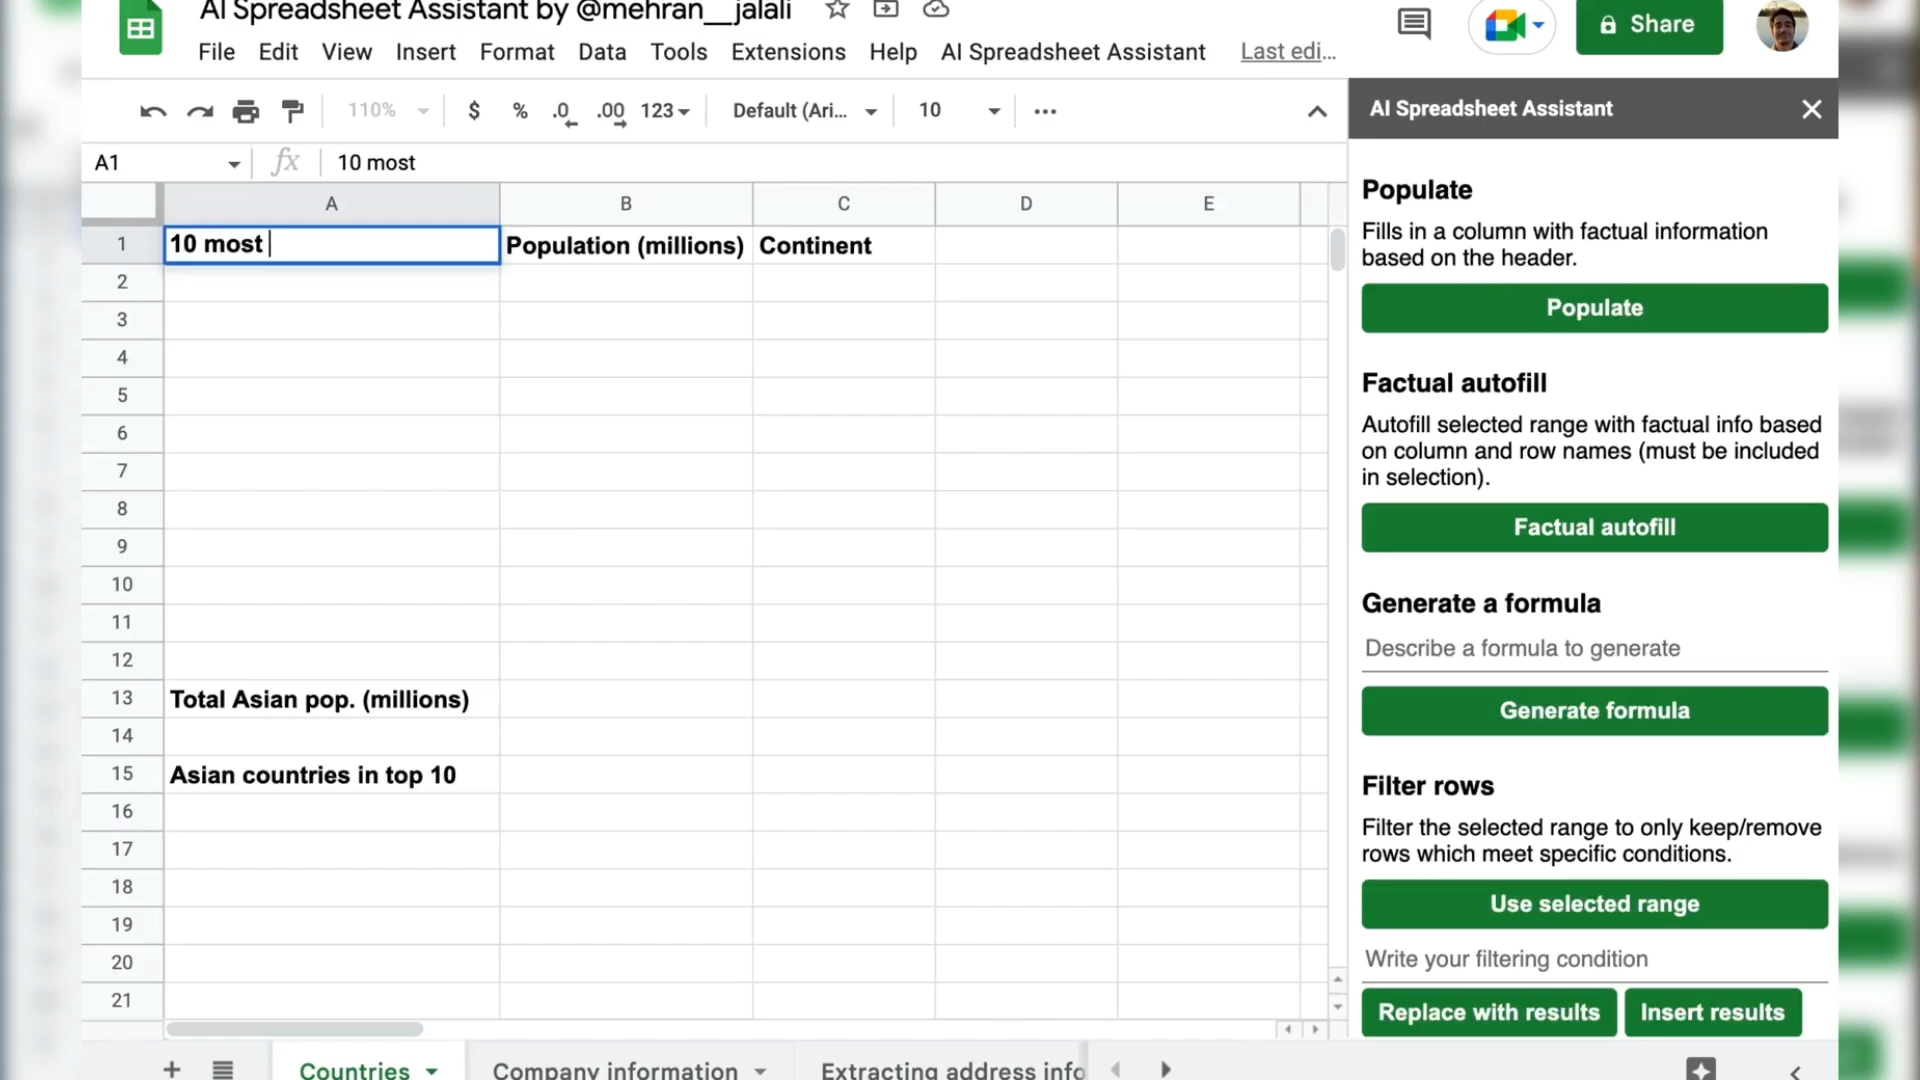 AI Spreadsheet Assistant by @mehran__jalali
File Edit View Insert Format Data Tools Extensions Help AI Spreadsheet Assistant Last edi...
Share
110% $ % .0 .00 123 Default (Ari... 10
AI Spreadsheet Assistant
A1 fx 10 most
A B C D E
1 10 most Population (millions) Continent
2
3
4
5
6
7
8
9
10
11
12
13 Total Asian pop. (millions)
14
15 Asian countries in top 10
16
17
18
19
20
21
Populate
Fills in a column with factual information
based on the header.
Populate
Factual autofill
Autofill selected range with factual info based
on column and row names (must be included
in selection).
Factual autofill
Generate a formula
Describe a formula to generate
Generate formula
Filter rows
Filter the selected range to only keep/remove
rows which meet specific conditions.
Use selected range
Write your filtering condition
Replace with results Insert results
Countries Company information Extracting address info